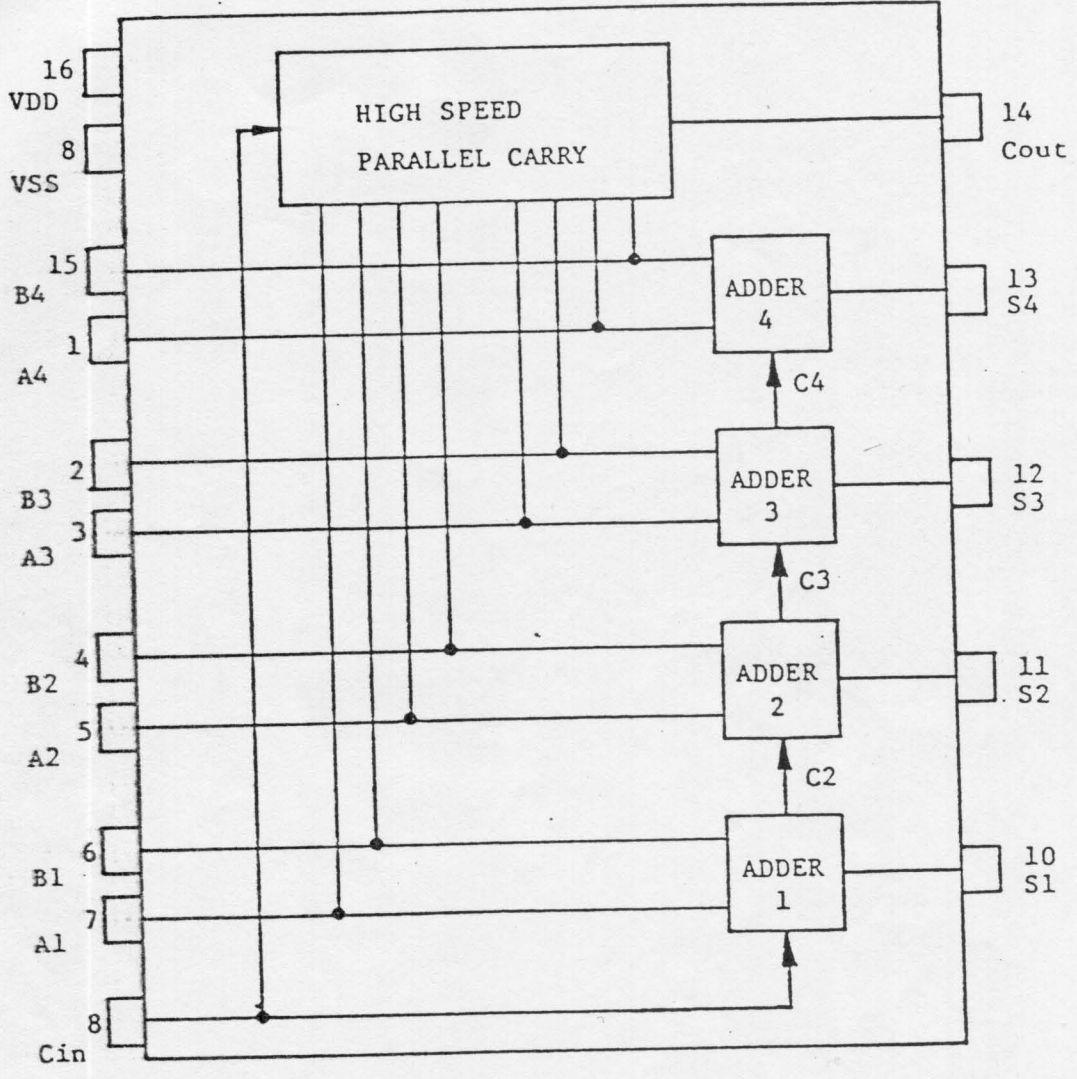 16
VDD
8
VSS
HIGH SPEED
PARALLEL CARRY
14
Cout
15
B4
1
A4
ADDER
4
13
S4
C4
2
B3
3
A3
ADDER
3
12
S3
C3
4
B2
5
A2
ADDER
2
11
S2
C2
6
B1
7
A1
ADDER
1
10
S1
8
Cin